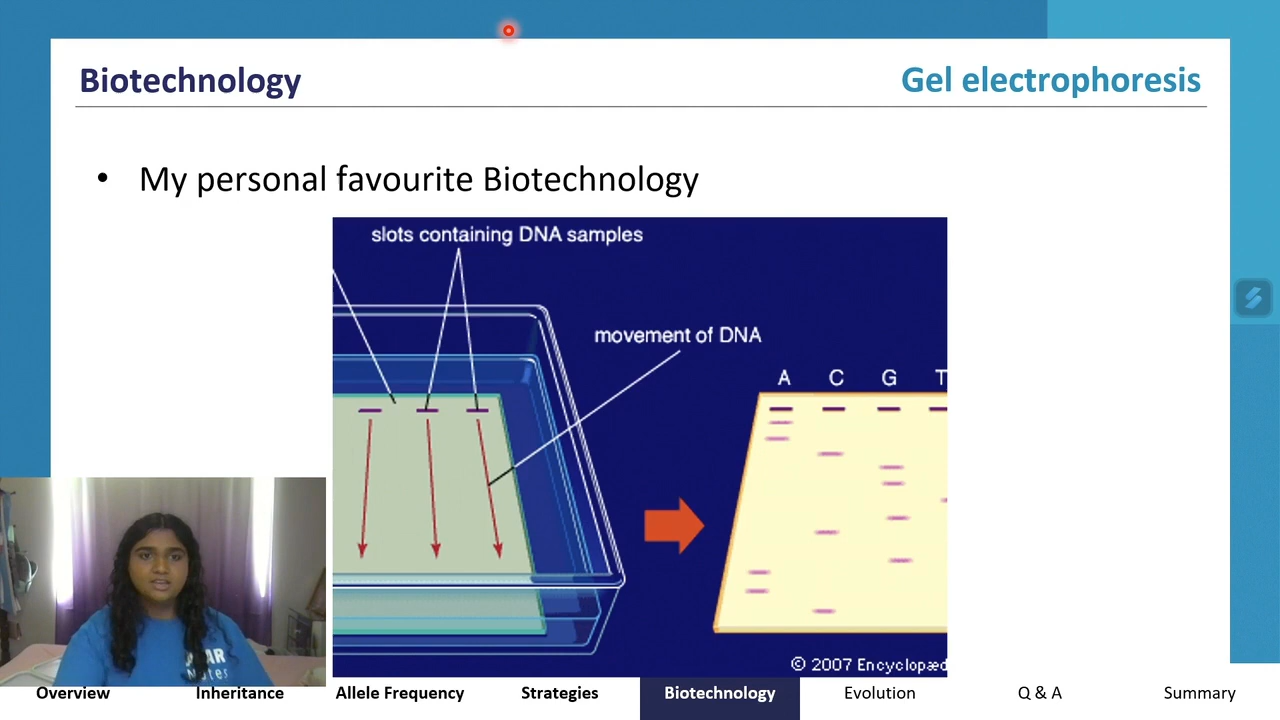 Biotechnology
Gel electrophoresis
• My personal favourite Biotechnology
slots containing DNA samples
movement of DNA
A C G T
© 2007 Encyclopæd
Notes
Overview Inheritance Allele Frequency Strategies Biotechnology Evolution Q & A Summary